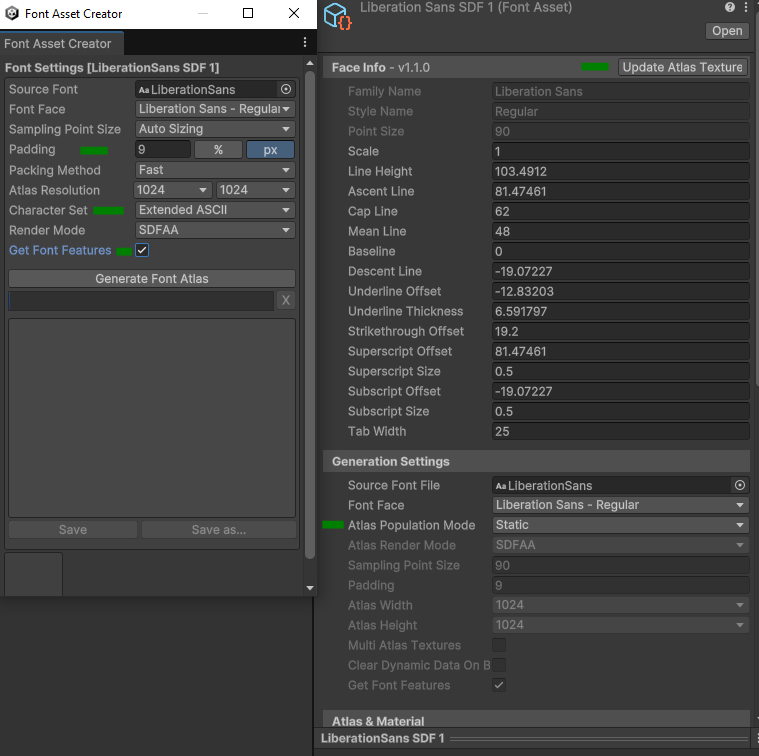 Font Asset Creator
Font Asset Creator
Font Settings [LiberationSans SDF 1]
Source Font Aa LiberationSans
Font Face Liberation Sans - Regular
Sampling Point Size Auto Sizing
Padding 9 % px
Packing Method Fast
Atlas Resolution 1024 1024
Character Set Extended ASCII
Render Mode SDFAA
Get Font Features
Generate Font Atlas
X
Save Save as...
Liberation Sans SDF 1 (Font Asset)
Open
Face Info - v1.1.0 Update Atlas Texture
Family Name Liberation Sans
Style Name Regular
Point Size 90
Scale 1
Line Height 103.4912
Ascent Line 81.47461
Cap Line 62
Mean Line 48
Baseline 0
Descent Line -19.07227
Underline Offset -12.83203
Underline Thickness 6.591797
Strikethrough Offset 19.2
Superscript Offset 81.47461
Superscript Size 0.5
Subscript Offset -19.07227
Subscript Size 0.5
Tab Width 25
Generation Settings
Source Font File Aa LiberationSans
Font Face Liberation Sans - Regular
Atlas Population Mode Static
Atlas Render Mode SDFAA
Sampling Point Size 90
Padding 9
Atlas Width 1024
Atlas Height 1024
Multi Atlas Textures
Clear Dynamic Data On B
Get Font Features
Atlas & Material
LiberationSans SDF 1